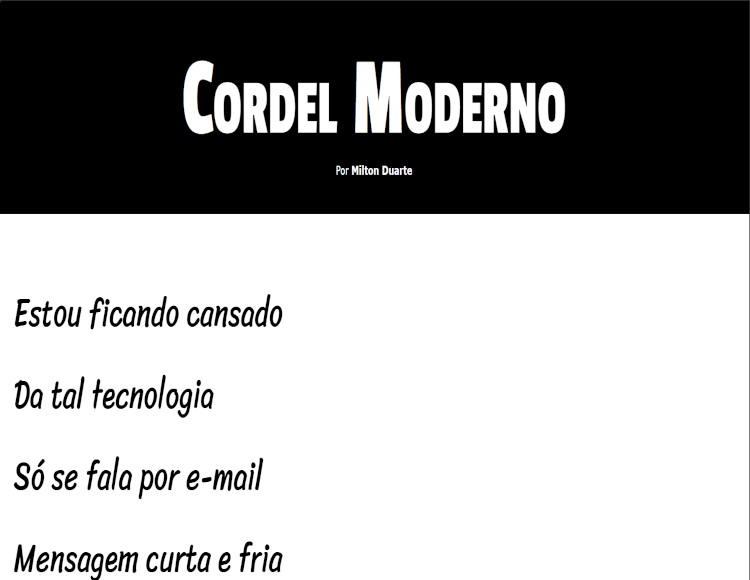 Cordel Moderno
Por Milton Duarte
Estou ficando cansado
Da tal tecnologia
Só se fala por e-mail
Mensagem curta e fria